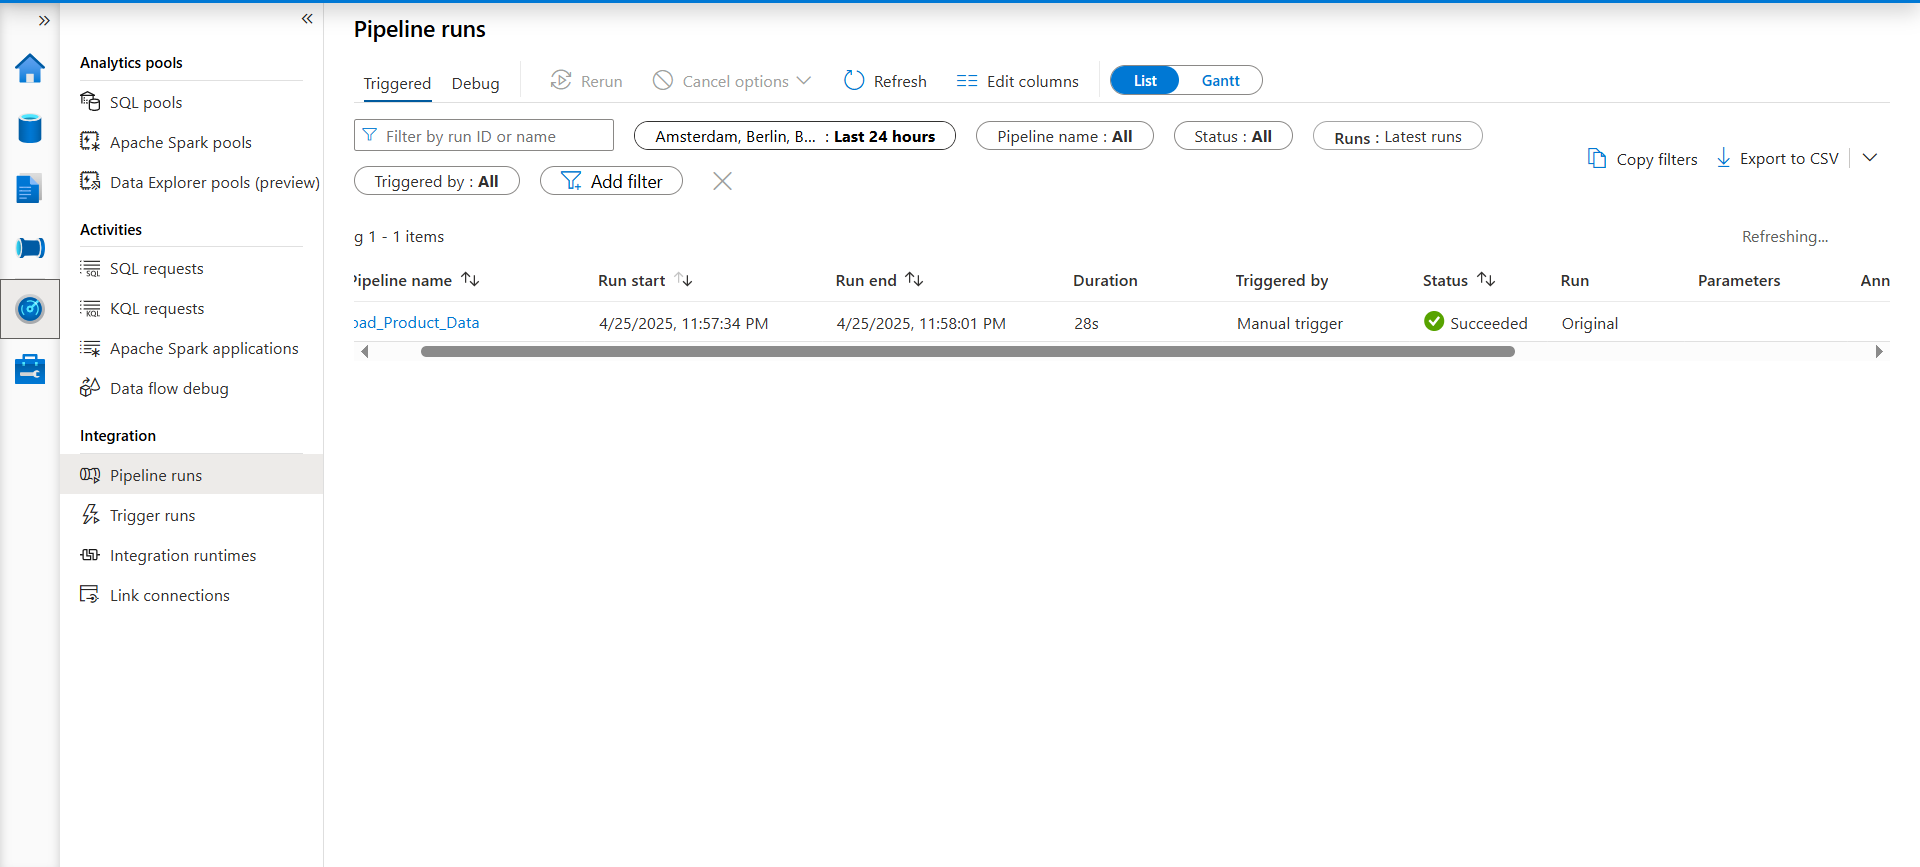 Pipeline runs
Analytics pools
SQL pools
Apache Spark pools
Data Explorer pools (preview)
Activities
SQL requests
KQL requests
Apache Spark applications
Data flow debug
Integration
Pipeline runs
Trigger runs
Integration runtimes
Link connections
Triggered Debug Rerun Cancel options Refresh Edit columns List Gantt
Filter by run ID or name Amsterdam, Berlin, B... : Last 24 hours Pipeline name : All Status : All Runs : Latest runs
Triggered by : All Add filter
Copy filters Export to CSV
g 1 - 1 items Refreshing...
Pipeline name Run start Run end Duration Triggered by Status Run Parameters Ann
oad_Product_Data 4/25/2025, 11:57:34 PM 4/25/2025, 11:58:01 PM 28s Manual trigger Succeeded Original